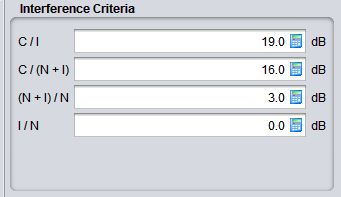 Interference Criteria
C / I 19.0 dB
C / (N + I) 16.0 dB
(N + I) / N 3.0 dB
I / N 0.0 dB